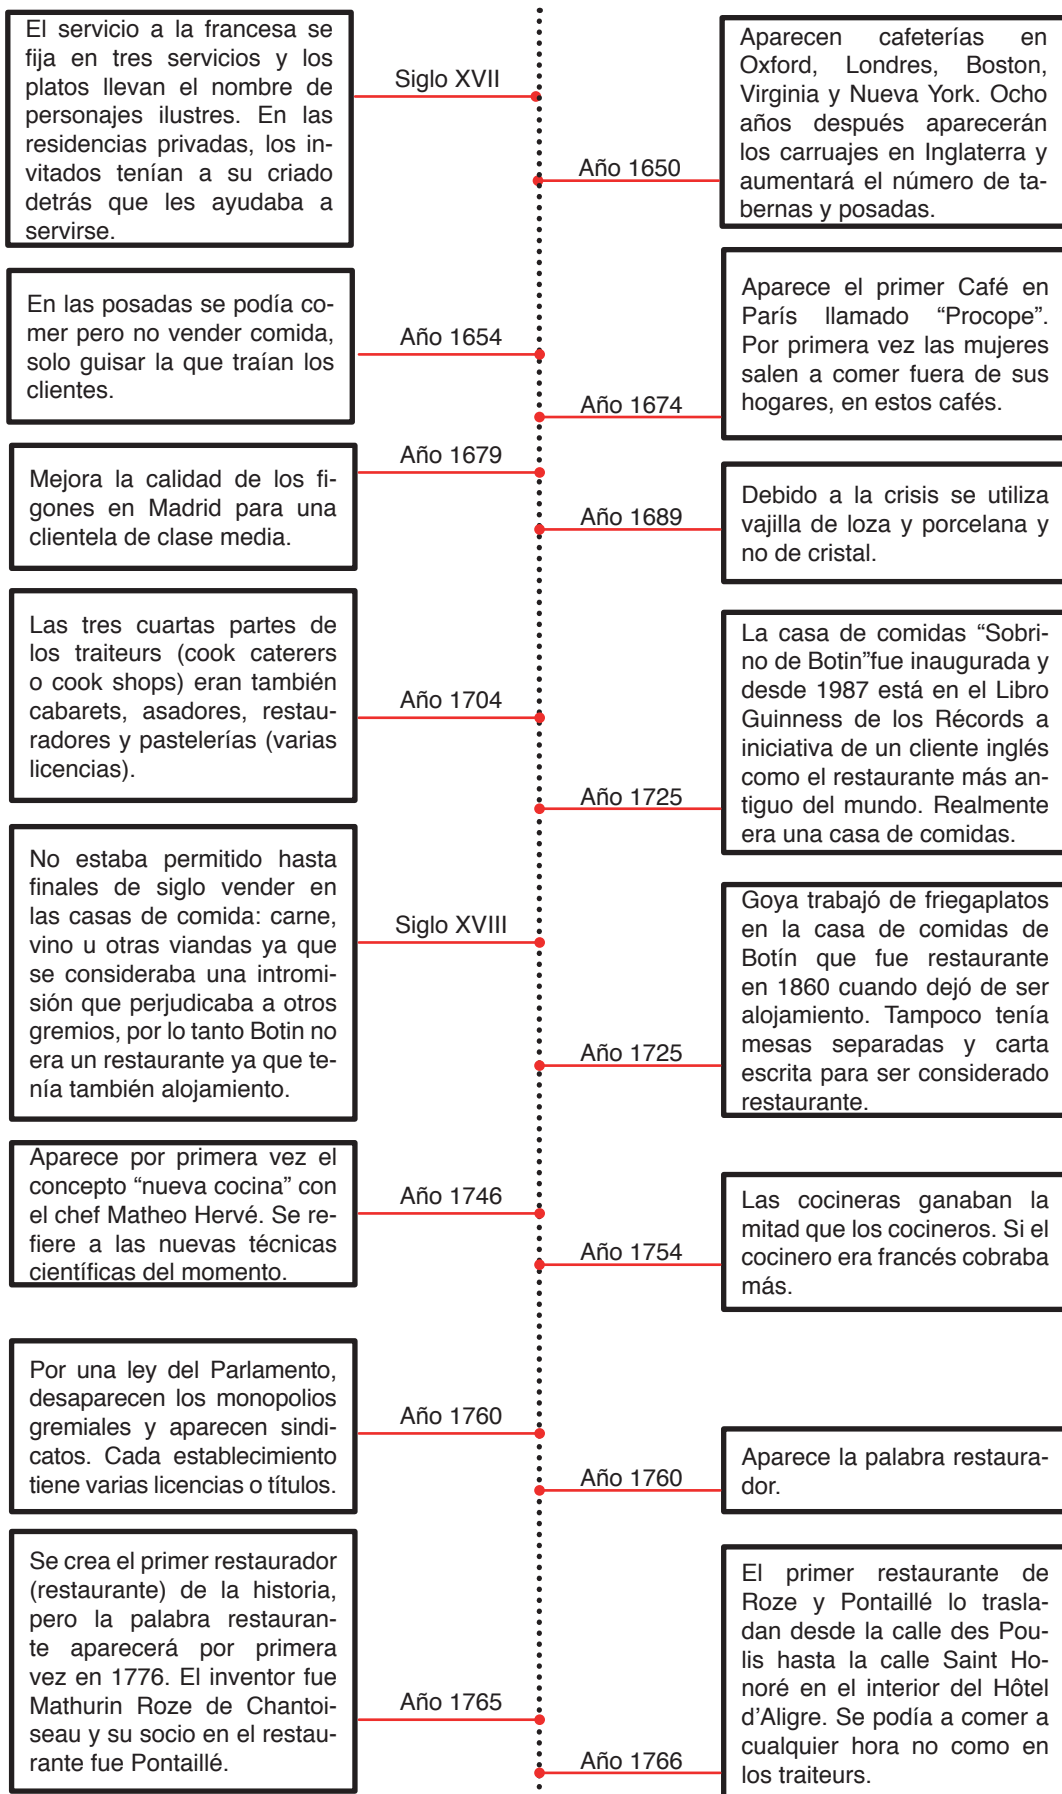 El servicio a la francesa se
fija en tres servicios y los
platos llevan el nombre de
personajes ilustres. En las
residencias privadas, los in-
vitados tenían a su criado
detrás que les ayudaba a
servirse.
Siglo XVII
Aparecen cafeterías en
Oxford, Londres, Boston,
Virginia y Nueva York. Ocho
años después aparecerán
los carruajes en Inglaterra y
aumentará el número de ta-
bernas y posadas.
Año 1650
En las posadas se podía co-
mer pero no vender comida,
solo guisar la que traían los
clientes.
Año 1654
Aparece el primer Café en
París llamado “Procope”.
Por primera vez las mujeres
salen a comer fuera de sus
hogares, en estos cafés.
Año 1674
Mejora la calidad de los fi-
gones en Madrid para una
clientela de clase media.
Año 1679
Debido a la crisis se utiliza
vajilla de loza y porcelana y
no de cristal.
Año 1689
Las tres cuartas partes de
los traiteurs (cook caterers
o cook shops) eran también
cabarets, asadores, restau-
radores y pastelerías (varias
licencias).
Año 1704
La casa de comidas “Sobri-
no de Botin”fue inaugurada y
desde 1987 está en el Libro
Guinness de los Récords a
iniciativa de un cliente inglés
como el restaurante más an-
tiguo del mundo. Realmente
era una casa de comidas.
Año 1725
No estaba permitido hasta
finales de siglo vender en
las casas de comida: carne,
vino u otras viandas ya que
se consideraba una intromi-
sión que perjudicaba a otros
gremios, por lo tanto Botin no
era un restaurante ya que te-
nía también alojamiento.
Siglo XVIII
Goya trabajó de friegaplatos
en la casa de comidas de
Botín que fue restaurante
en 1860 cuando dejó de ser
alojamiento. Tampoco tenía
mesas separadas y carta
escrita para ser considerado
restaurante.
Año 1725
Aparece por primera vez el
concepto “nueva cocina” con
el chef Matheo Hervé. Se re-
fiere a las nuevas técnicas
científicas del momento.
Año 1746
Las cocineras ganaban la
mitad que los cocineros. Si el
cocinero era francés cobraba
más.
Año 1754
Por una ley del Parlamento,
desaparecen los monopolios
gremiales y aparecen sindi-
catos. Cada establecimiento
tiene varias licencias o títulos.
Año 1760
Aparece la palabra restaura-
dor.
Año 1760
Se crea el primer restaurador
(restaurante) de la historia,
pero la palabra restauran-
te aparecerá por primera
vez en 1776. El inventor fue
Mathurin Roze de Chantoi-
seau y su socio en el restau-
rante fue Pontaillé.
Año 1765
El primer restaurante de
Roze y Pontaillé lo trasla-
dan desde la calle des Pou-
lis hasta la calle Saint Ho-
noré en el interior del Hôtel
d’Aligre. Se podía a comer a
cualquier hora no como en
los traiteurs.
Año 1766